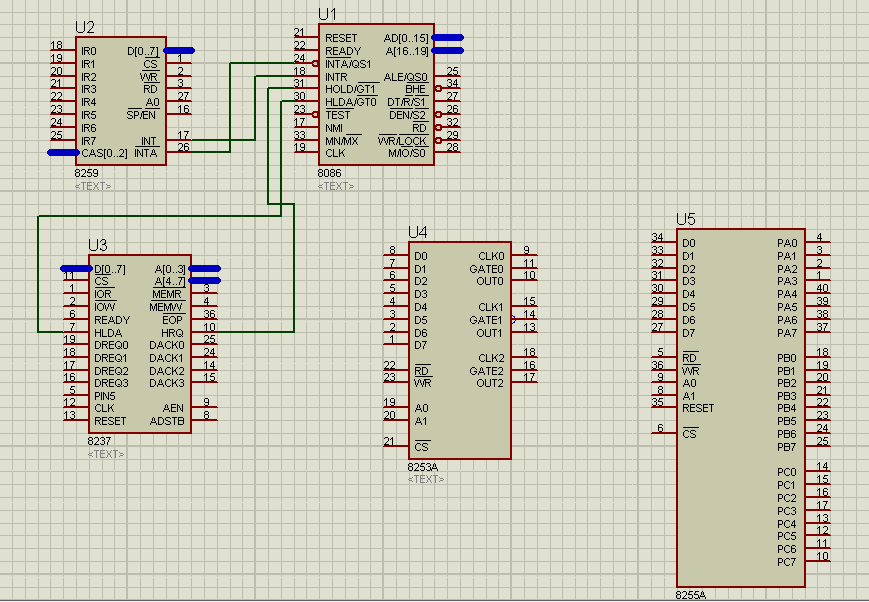 U2
18 IR0 D[0..7]
19 IR1 CS 1
20 IR2 WR 2
21 IR3 RD 3
22 IR4 A0 27
23 IR5 SP/EN 16
24 IR6
25 IR7 INT 17
CAS[0..2] INTA 26
8259
<TEXT>
U1
21 RESET AD[0..15]
22 READY A[16..19]
24 INTA/QS1
18 INTR ALE/QS0 25
31 HOLD/GT1 BHE 34
30 HLDA/GT0 DT/R/S1 27
23 TEST DEN/S2 26
17 NMI RD 32
33 MN/MX WR/LOCK 29
19 CLK M/IO/S0 28
8086
<TEXT>
U3
D[0..7] A[0..3]
11 CS A[4..7]
1 IOR MEMR 3
2 IOW MEMW 4
6 READY EOP 36
7 HLDA HRQ 10
19 DREQ0 DACK0 25
18 DREQ1 DACK1 24
17 DREQ2 DACK2 14
16 DREQ3 DACK3 15
5 PIN5
12 CLK AEN 9
13 RESET ADSTB 8
8237
<TEXT>
U4
8 D0 CLK0 9
7 D1 GATE0 11
6 D2 OUT0 10
5 D3
4 D4 CLK1 15
3 D5 GATE1 14
2 D6 OUT1 13
1 D7
CLK2 18
22 RD GATE2 16
23 WR OUT2 17
19 A0
20 A1
21 CS
8253A
<TEXT>
U5
34 D0 PA0 4
33 D1 PA1 3
32 D2 PA2 2
31 D3 PA3 1
30 D4 PA4 40
29 D5 PA5 39
28 D6 PA6 38
27 D7 PA7 37
5 RD PB0 18
36 WR PB1 19
9 A0 PB2 20
8 A1 PB3 21
35 RESET PB4 22
PB5 23
6 CS PB6 24
PB7 25
PC0 14
PC1 15
PC2 16
PC3 17
PC4 13
PC5 12
PC6 11
PC7 10
8255A